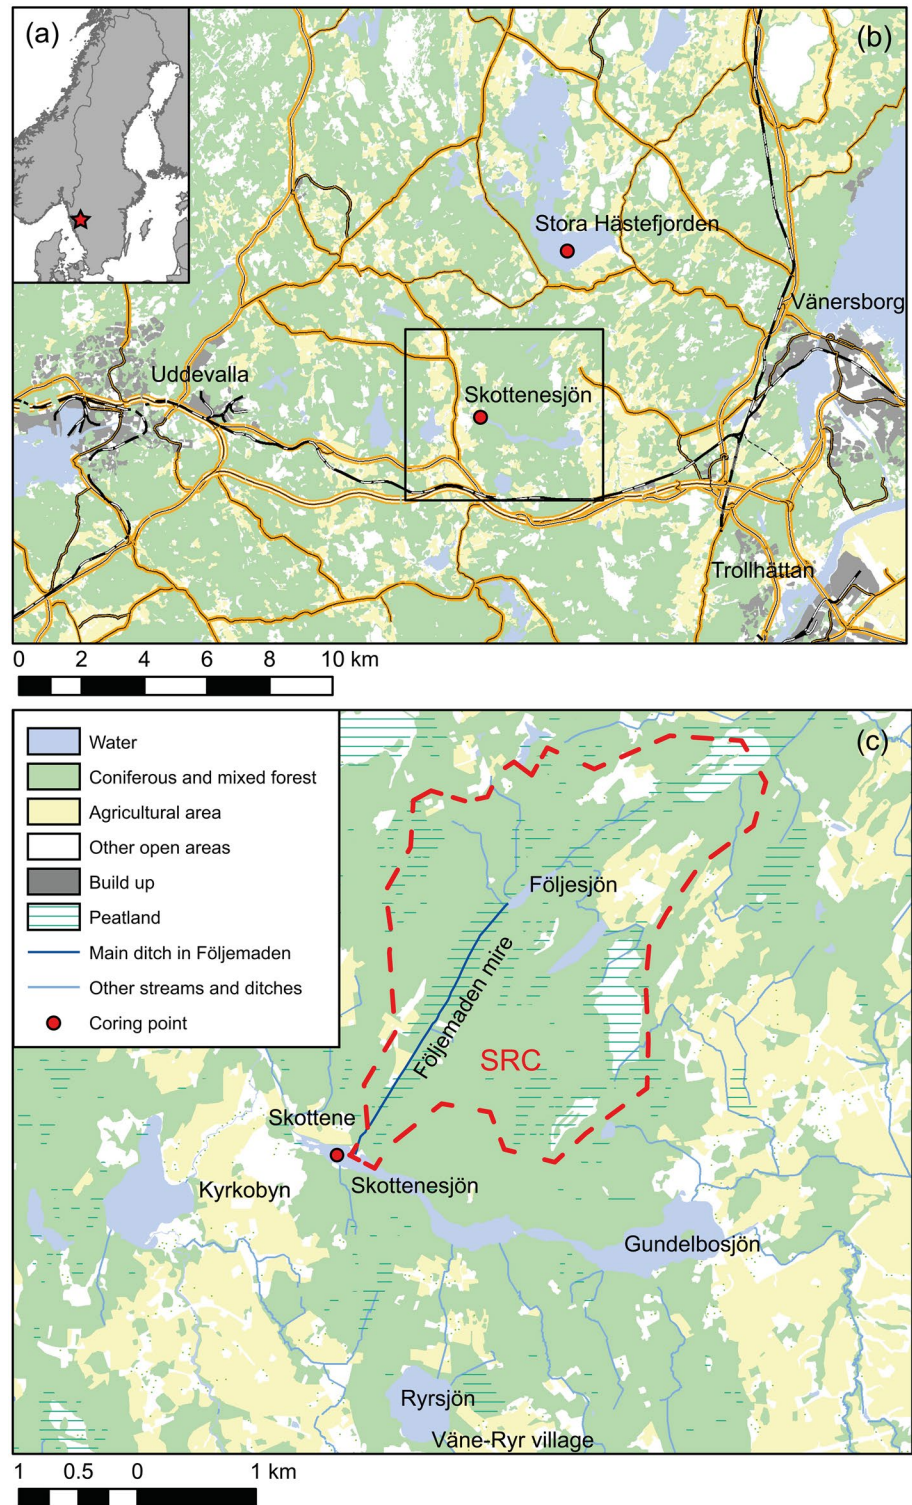 (a)
(b)
Stora Hästefjorden
Vänersborg
Uddevalla
Skottenesjön
Trollhättan
0 2 4 6 8 10 km
(c)
Water
Coniferous and mixed forest
Agricultural area
Other open areas
Build up
Peatland
Main ditch in Följemaden
Other streams and ditches
Coring point
Följesjön
Följemaden mire
SRC
Skottene
Kyrkobyn
Skottenesjön
Gundelbosjön
Ryrsjön
Väne-Ryr village
1 0.5 0 1 km